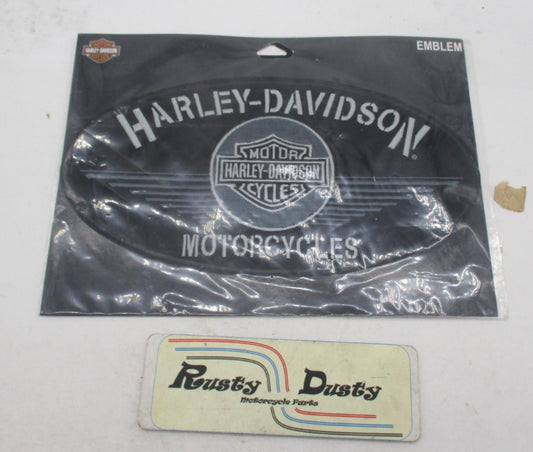 EMBLEM
HARLEY-DAVIDSON
MOTOR
HARLEY-DAVIDSON
CYCLES
MOTORCYCLES
Rusty Dusty
Motorcycle Parts